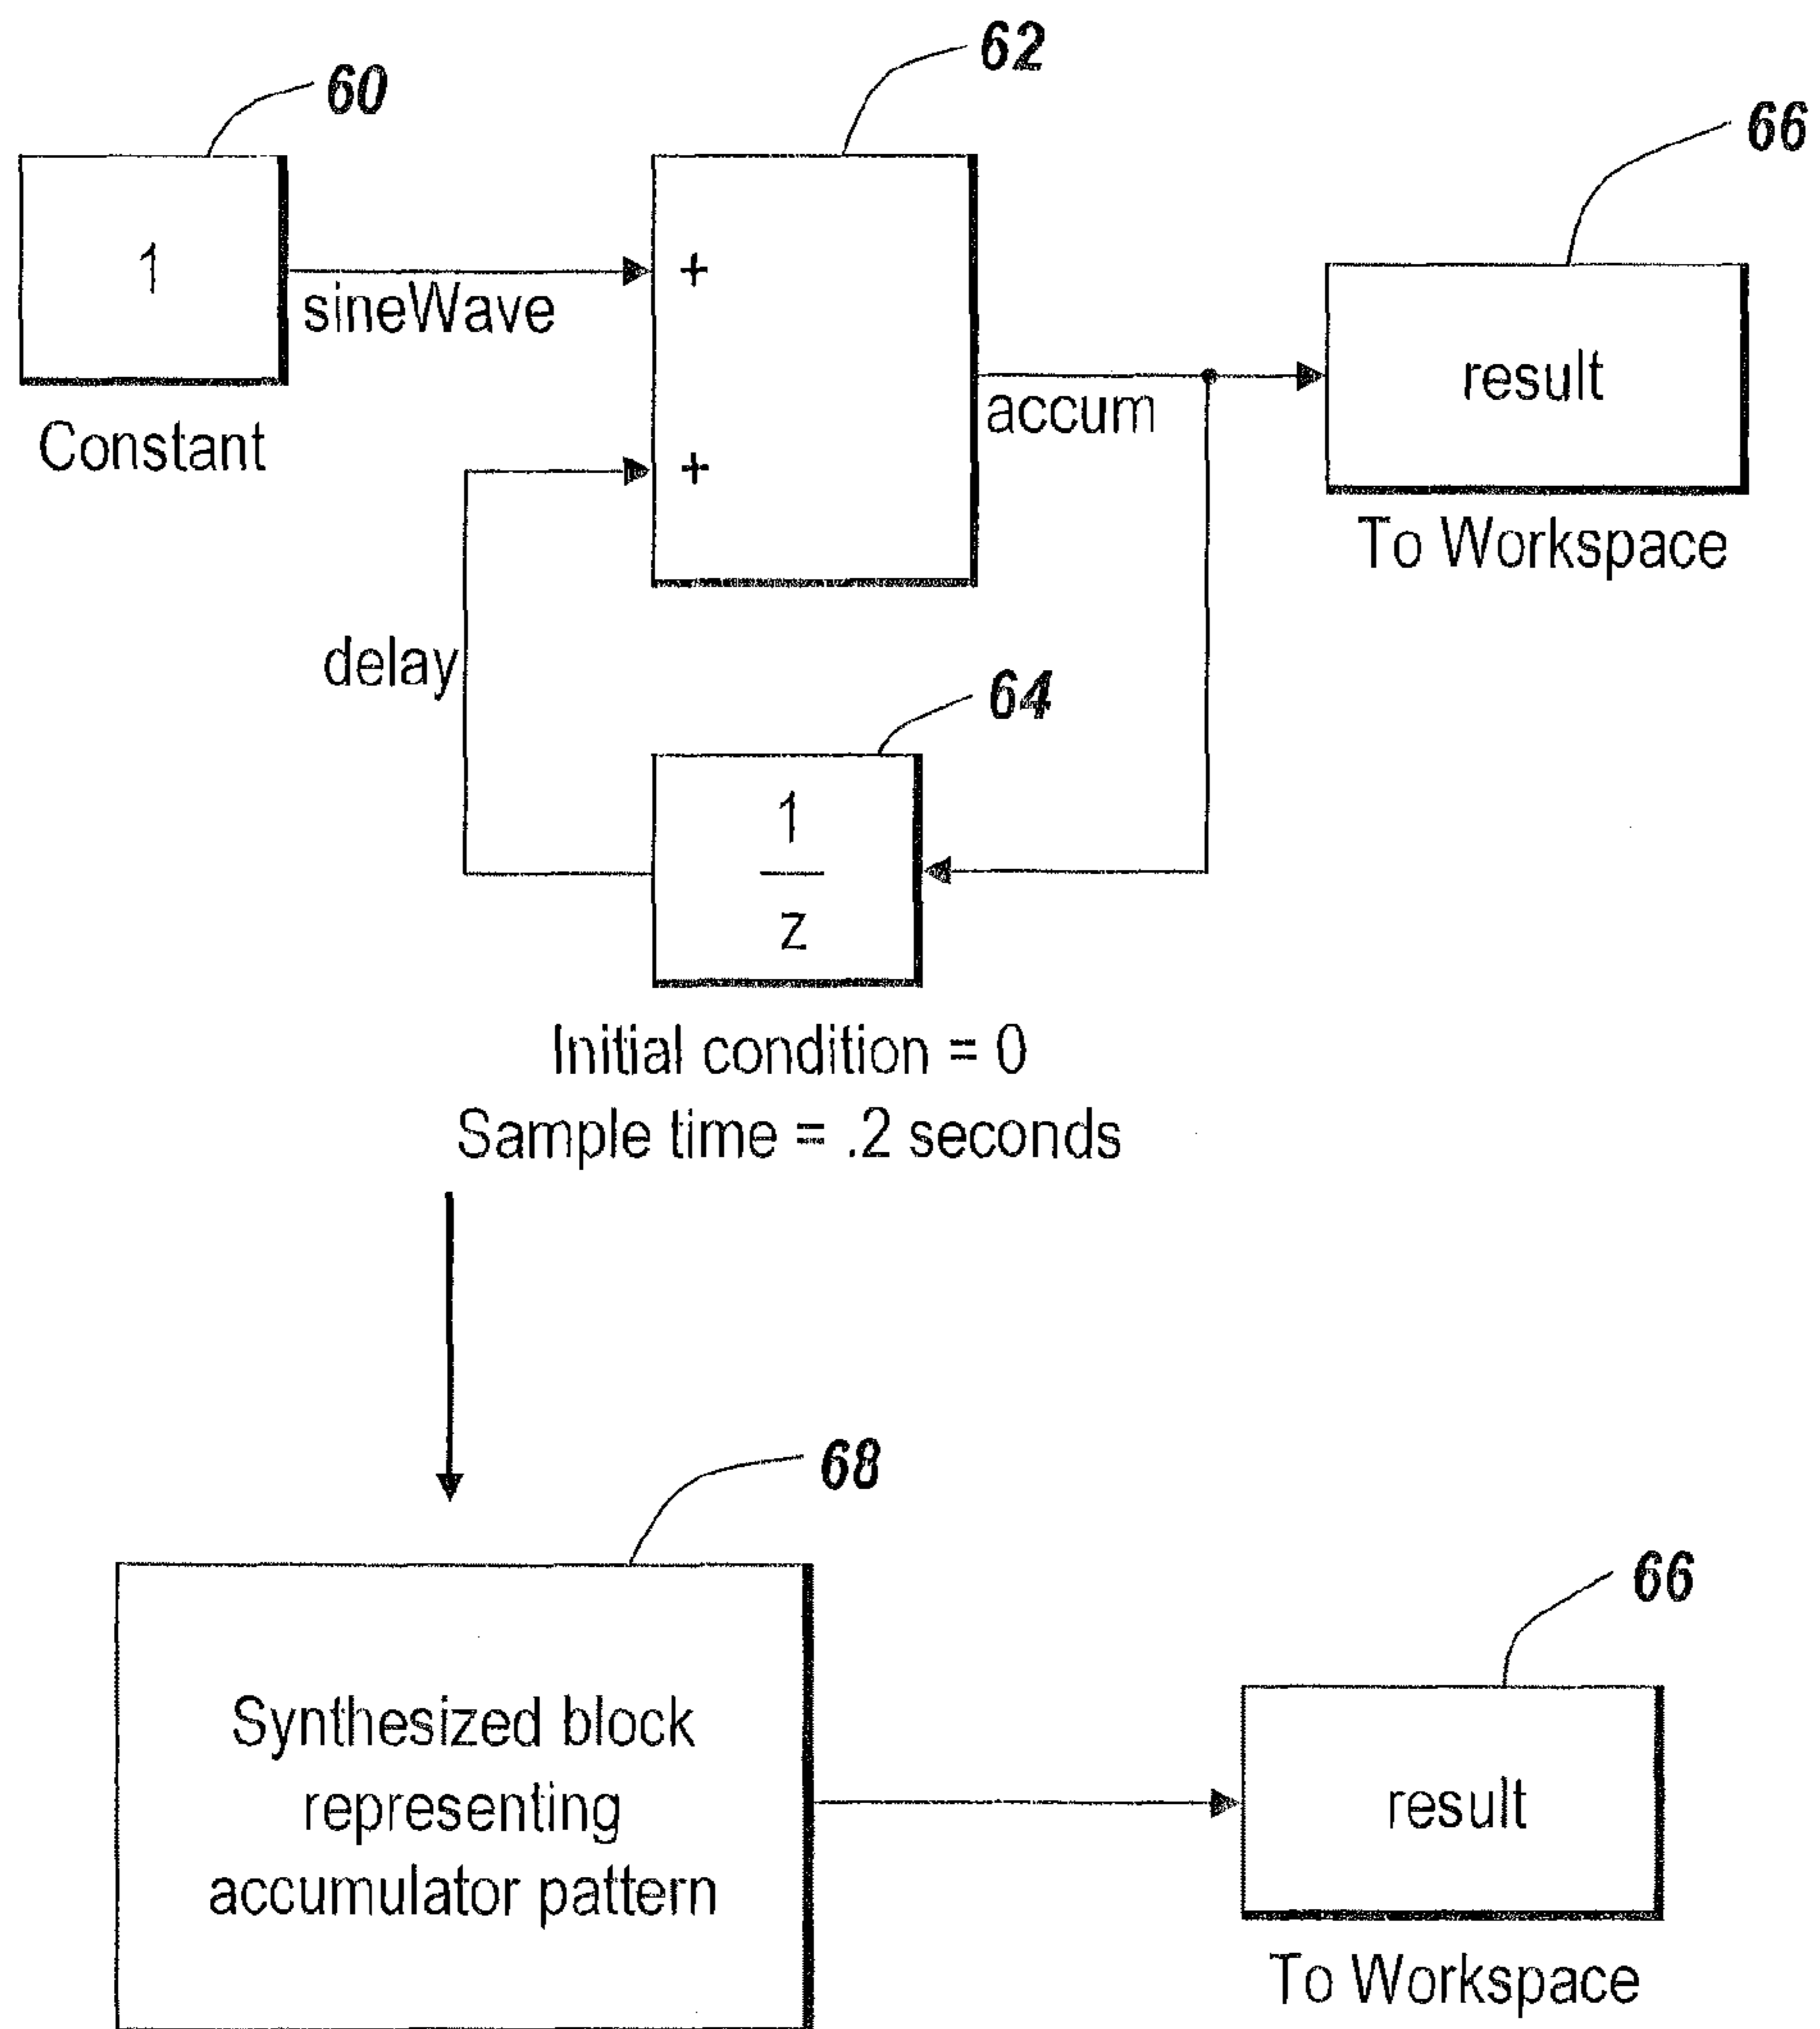 62
60
66
1
+
sineWave
result
accum
Constant
+
To Workspace
delay
64
1
z
Initial condition = 0
Sample time = .2 seconds
68
66
Synthesized block
representing
accumulator pattern
result
To Workspace